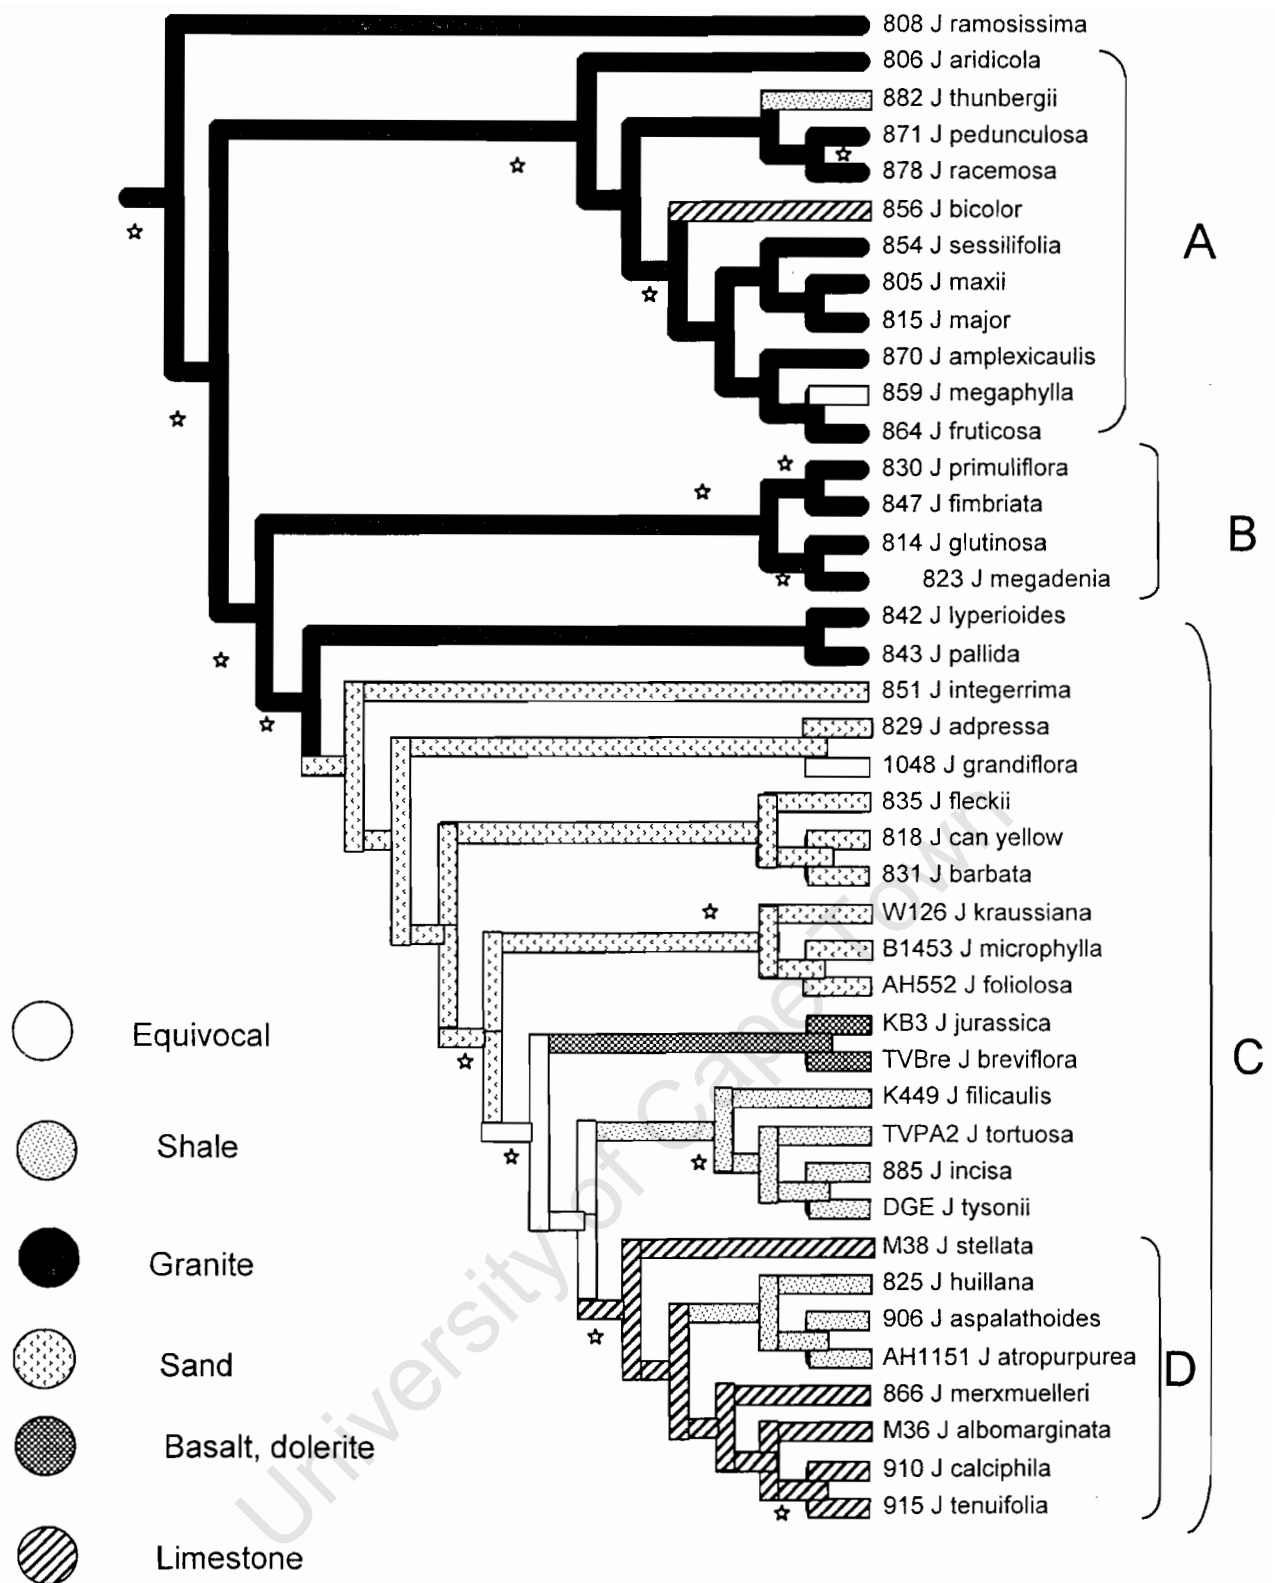 808 J ramosissima
806 J aridicola
882 J thunbergii
871 J pedunculosa
878 J racemosa
856 J bicolor
854 J sessilifolia
805 J maxii
815 J major
870 J amplexicaulis
859 J megaphylla
864 J fruticosa
A
830 J primuliflora
847 J fimbriata
814 J glutinosa
823 J megadenia
B
842 J lyperioides
843 J pallida
851 J integerrima
829 J adpressa
1048 J grandiflora
835 J fleckii
818 J can yellow
831 J barbata
W126 J kraussiana
B1453 J microphylla
AH552 J foliolosa
KB3 J jurassica
TVBre J breviflora
K449 J filicaulis
TVPA2 J tortuosa
885 J incisa
DGE J tysonii
C
M38 J stellata
825 J huillana
906 J aspalathoides
AH1151 J atropurpurea
866 J merxmuelleri
M36 J albomarginata
910 J calciphila
915 J tenuifolia
D
Equivocal
Shale
Granite
Sand
Basalt, dolerite
Limestone
University of Cape Town